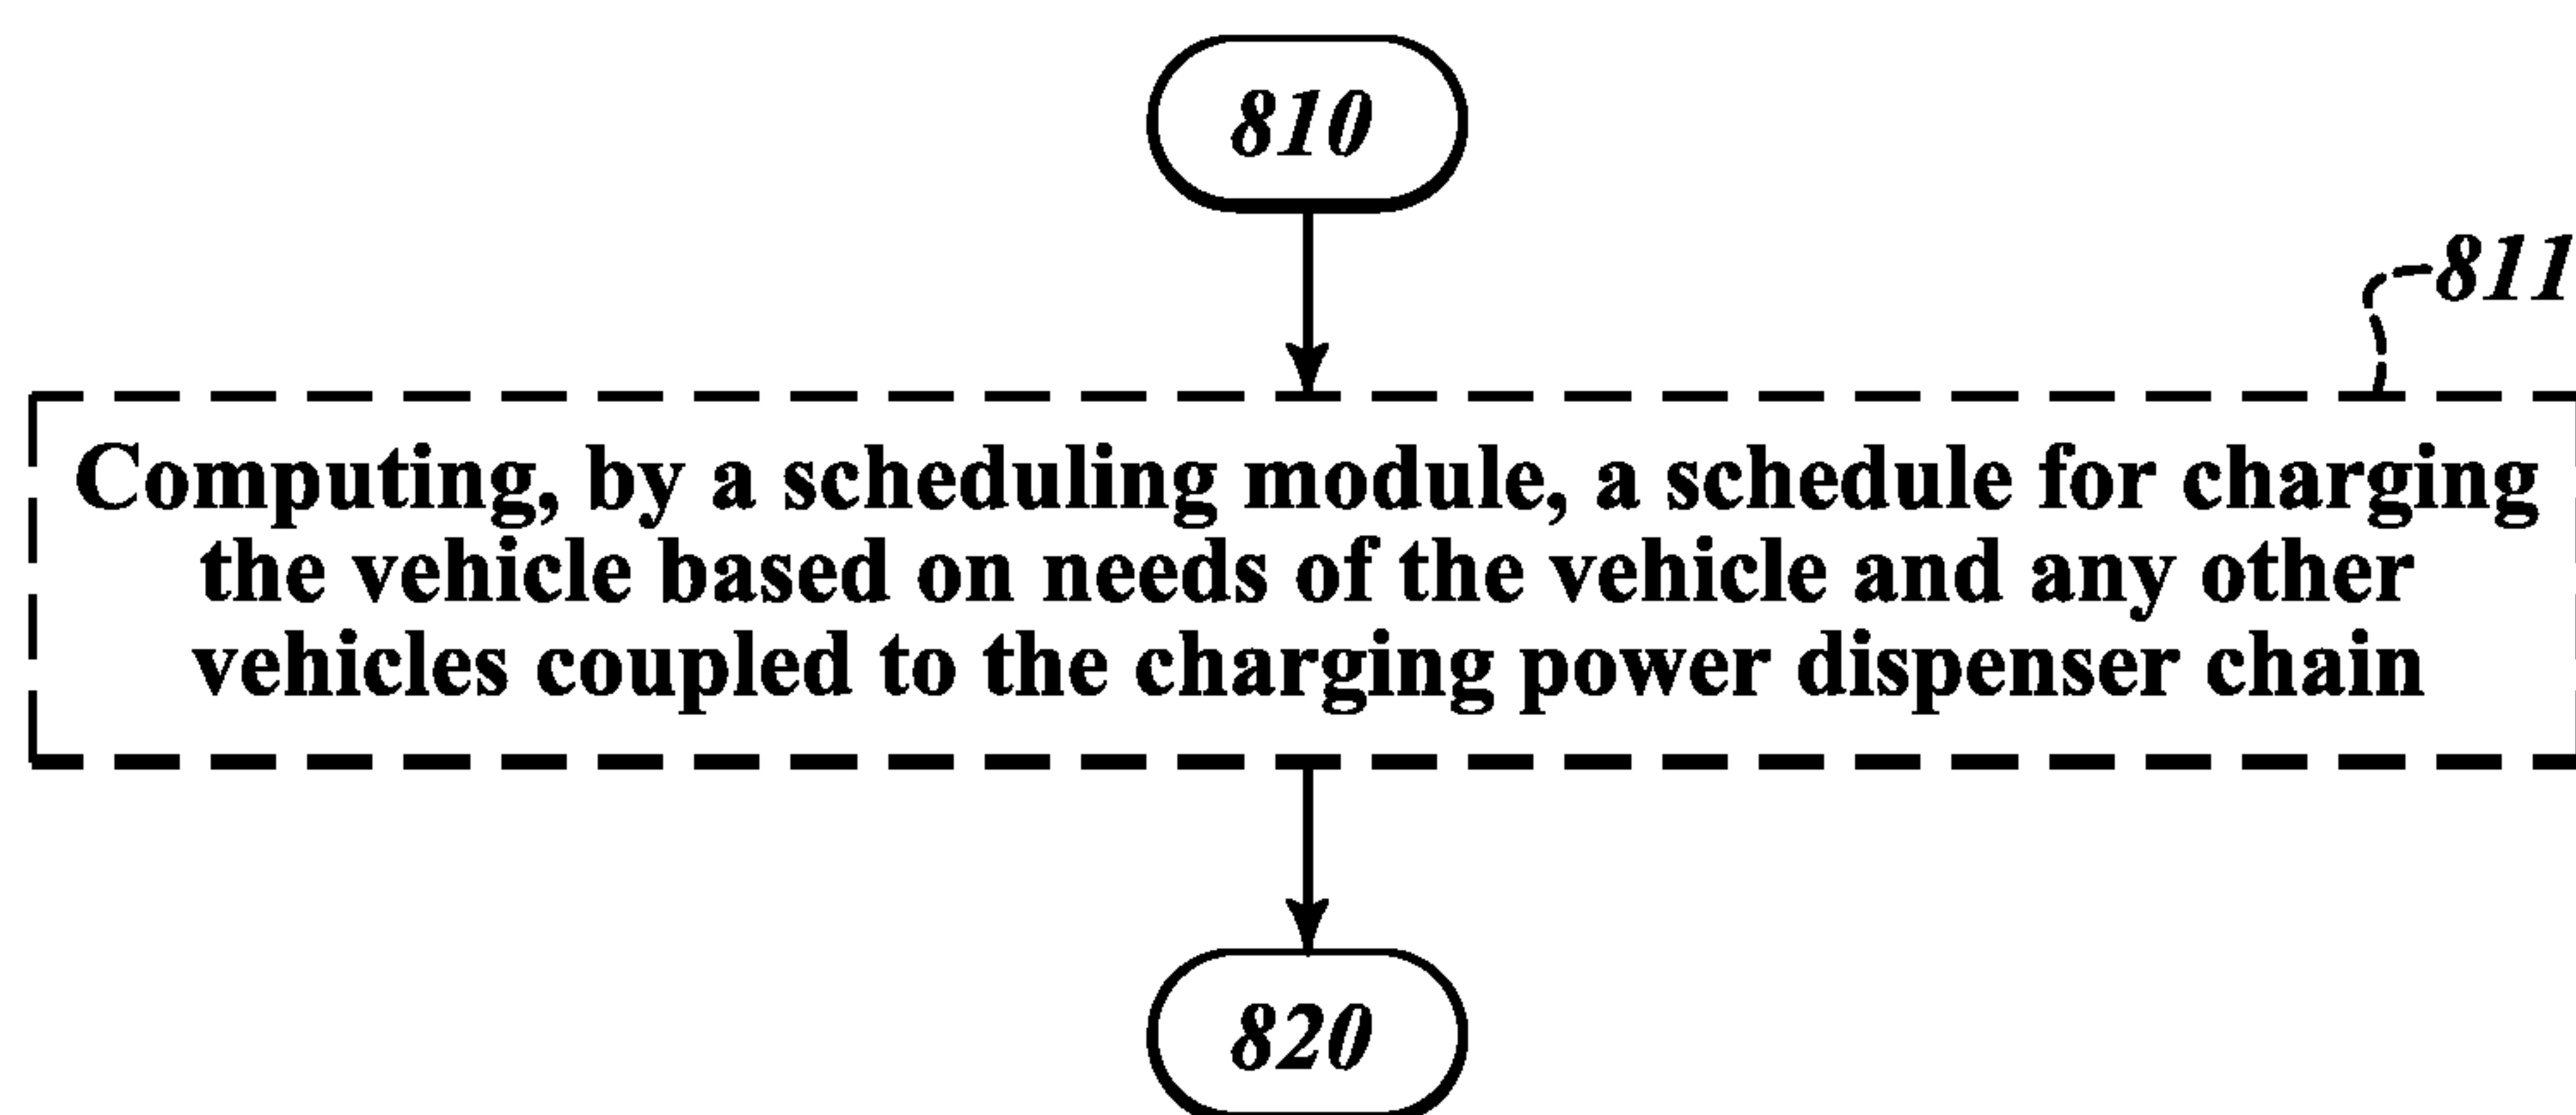 810
811
Computing, by a scheduling module, a schedule for charging
the vehicle based on needs of the vehicle and any other
vehicles coupled to the charging power dispenser chain
820